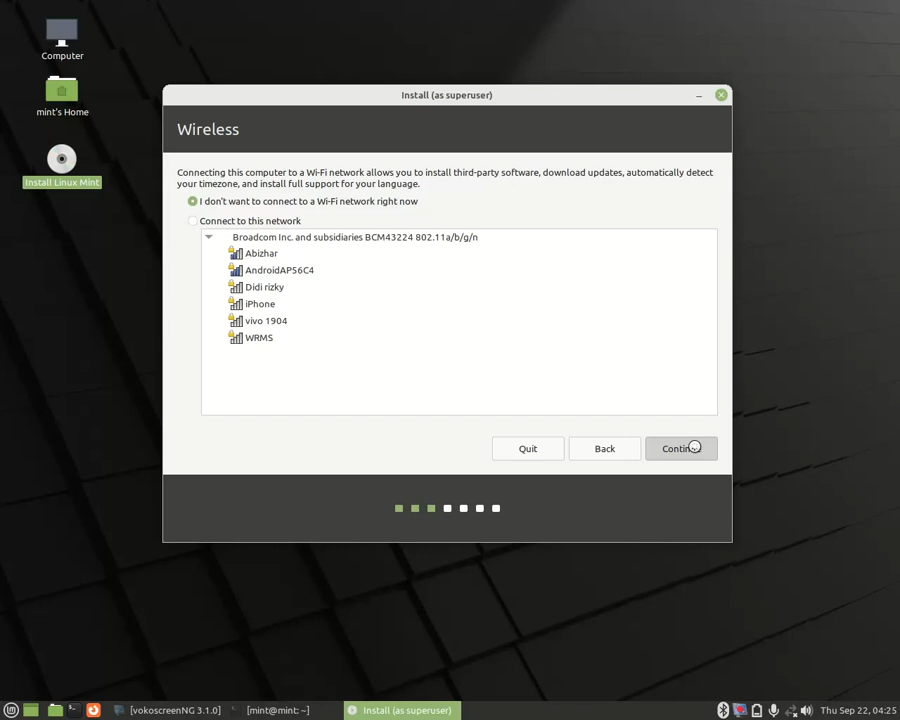 Computer
mint's Home
Install Linux Mint
Install (as superuser)
Wireless
Connecting this computer to a Wi-Fi network allows you to install third-party software, download updates, automatically detect
your timezone, and install full support for your language.
I don't want to connect to a Wi-Fi network right now
Connect to this network
Broadcom Inc. and subsidiaries BCM43224 802.11a/b/g/n
Abizhar
AndroidAP56C4
Didi rizky
iPhone
vivo 1904
WRMS
Quit Back Continue
[vokoscreenNG 3.1.0] [mint@mint: ~] Install (as superuser) Thu Sep 22, 04:25